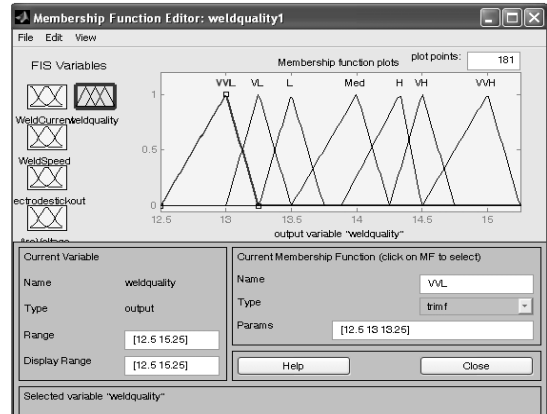 Membership Function Editor: weldquality1
File Edit View
FIS Variables
Membership function plots
plot points:
181
VVL VL L Med H VH VVH
1
0.5
0
12.5 13 13.5 14 14.5 15
output variable "weldquality"
WeldCurrent
weldquality
WeldSpeed
ectrodestickout
ArcVoltage
Current Variable
Name weldquality
Type output
Range [12.5 15.25]
Display Range [12.5 15.25]
Current Membership Function (click on MF to select)
Name VVL
Type trimf
Params [12.5 13 13.25]
Help Close
Selected variable "weldquality"